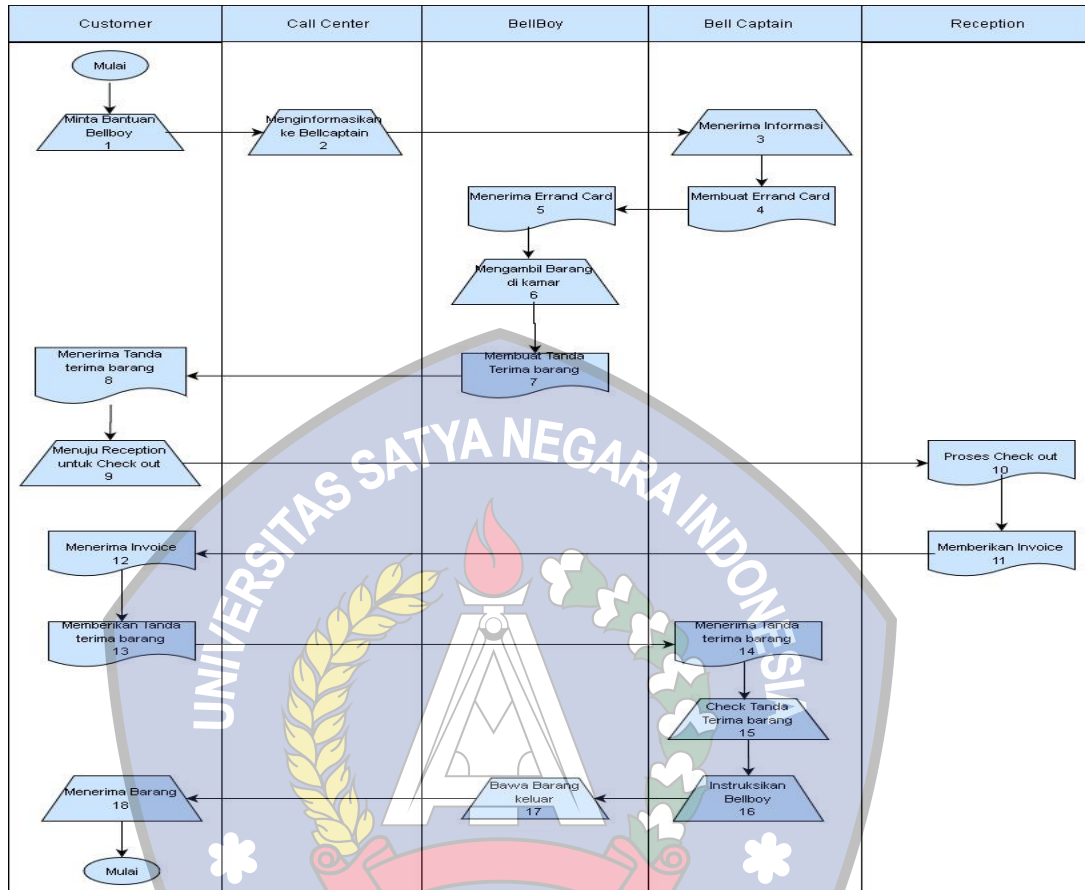 Customer
Call Center
BellBoy
Bell Captain
Reception
Mulai
Minta Bantuan
Bellboy
1
Menginformasikan
ke Bellcaptain
2
Menerima Informasi
3
Membuat Errand Card
4
Menerima Errand Card
5
Mengambil Barang
di kamar
6
Membuat Tanda
Terima barang
7
Menerima Tanda
terima barang
8
Menuju Reception
untuk Check out
9
Proses Check out
10
Memberikan Invoice
11
Menerima Invoice
12
Memberikan Tanda
terima barang
13
Menerima Tanda
terima barang
14
Check Tanda
Terima barang
15
Instruksikan
Bellboy
16
Bawa Barang
keluar
17
Menerima Barang
18
Mulai
UNIVERSITAS SATYA NEGARA INDONESIA